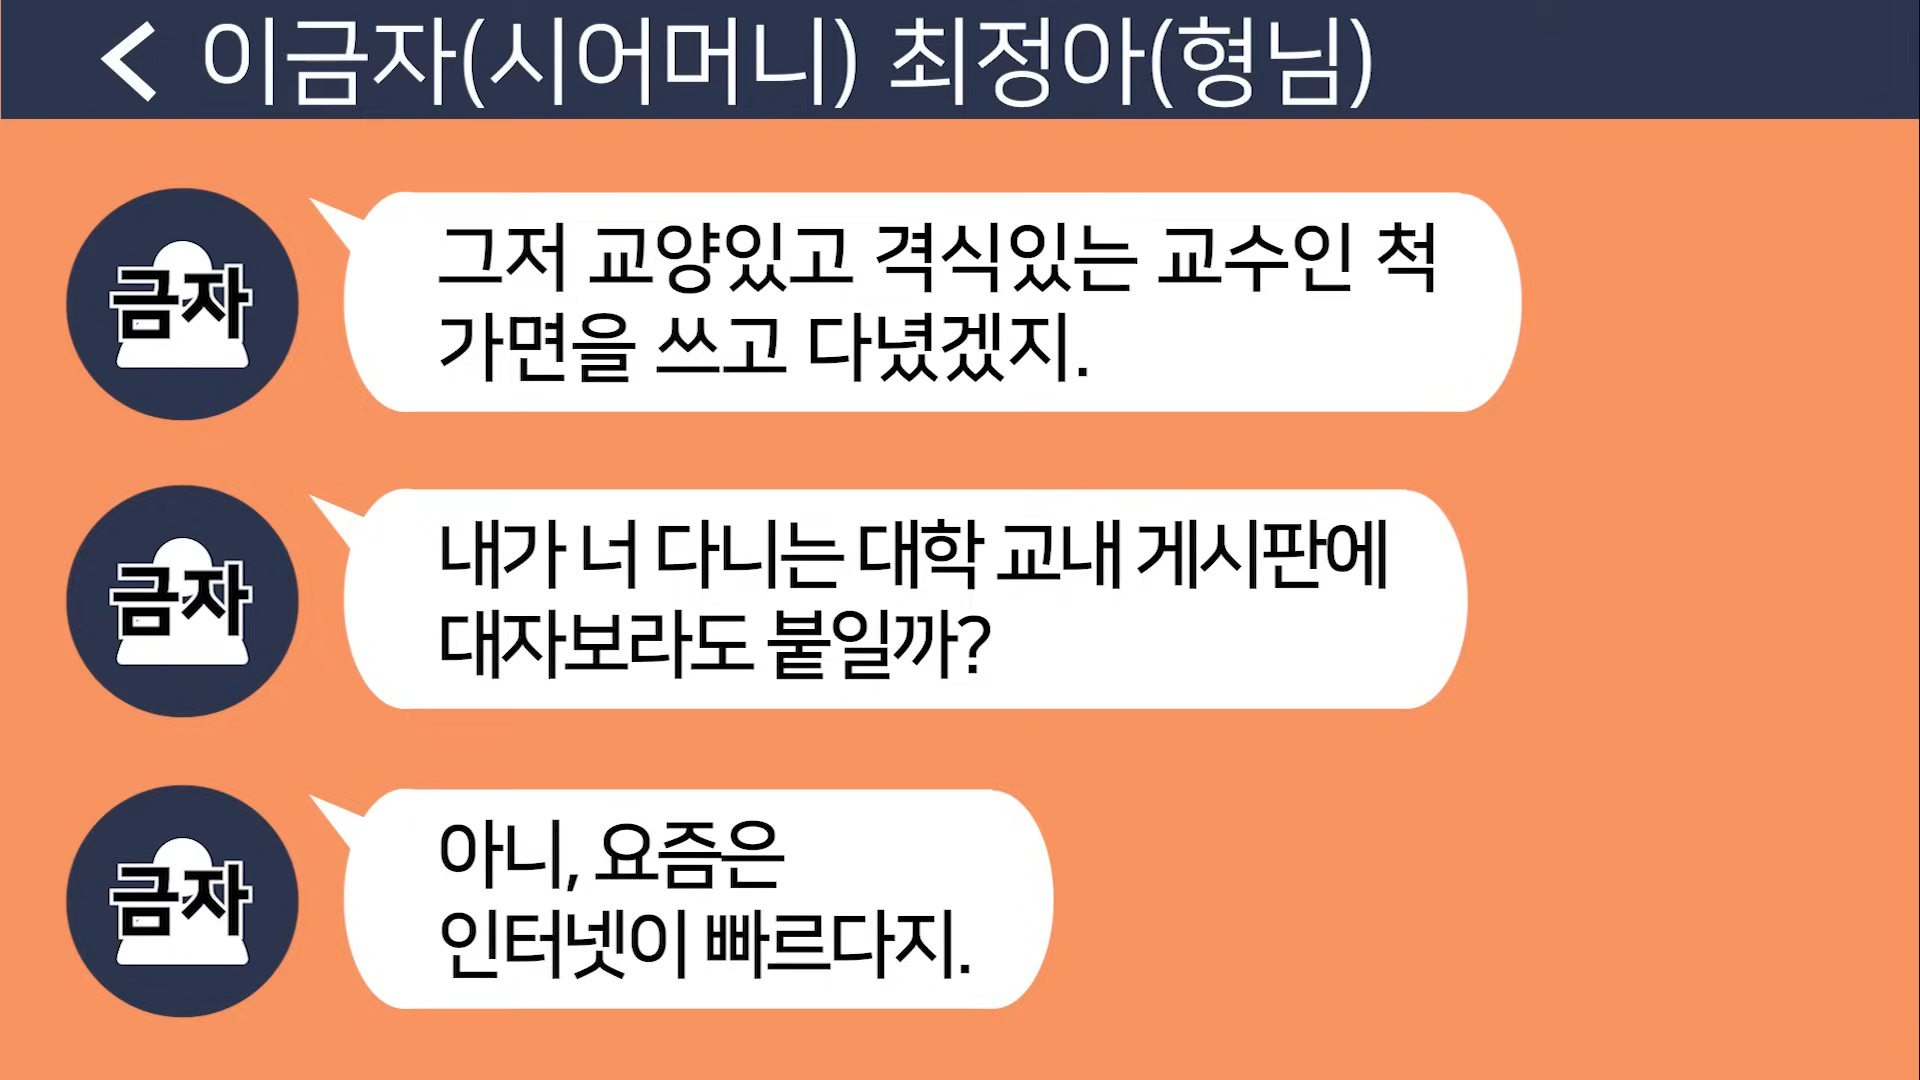 이금자(시어머니) 최정아(형님)
금자
그저 교양있고 격식있는 교수인 척
가면을 쓰고 다녔겠지.
금자
내가 너 다니는 대학 교내 게시판에
대자보라도 붙일까?
금자
아니, 요즘은
인터넷이 빠르다지.